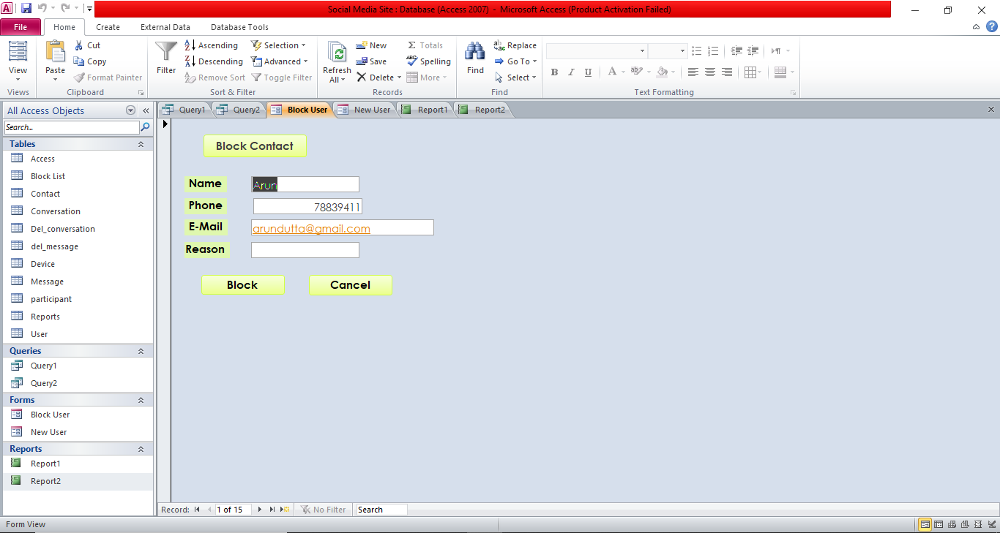 Social Media Site : Database (Access 2007) - Microsoft Access (Product Activation Failed)
File Home Create External Data Database Tools
View
Views
Paste
Cut
Copy
Format Painter
Clipboard
Filter
Ascending
Descending
Remove Sort
Selection
Advanced
Toggle Filter
Sort & Filter
Refresh
All
New
Save
Delete
Totals
Spelling
More
Records
Find
Replace
Go To
Select
Find
Text Formatting
All Access Objects
Search...
Tables
Access
Block List
Contact
Conversation
Del_conversation
del_message
Device
Message
participant
Reports
User
Queries
Query1
Query2
Forms
Block User
New User
Reports
Report1
Report2
Query1 Query2 Block User New User Report1 Report2
Block Contact
Name Arun
Phone 78839411
E-Mail arundutta@gmail.com
Reason
Block Cancel
Record: 1 of 15 No Filter Search
Form View